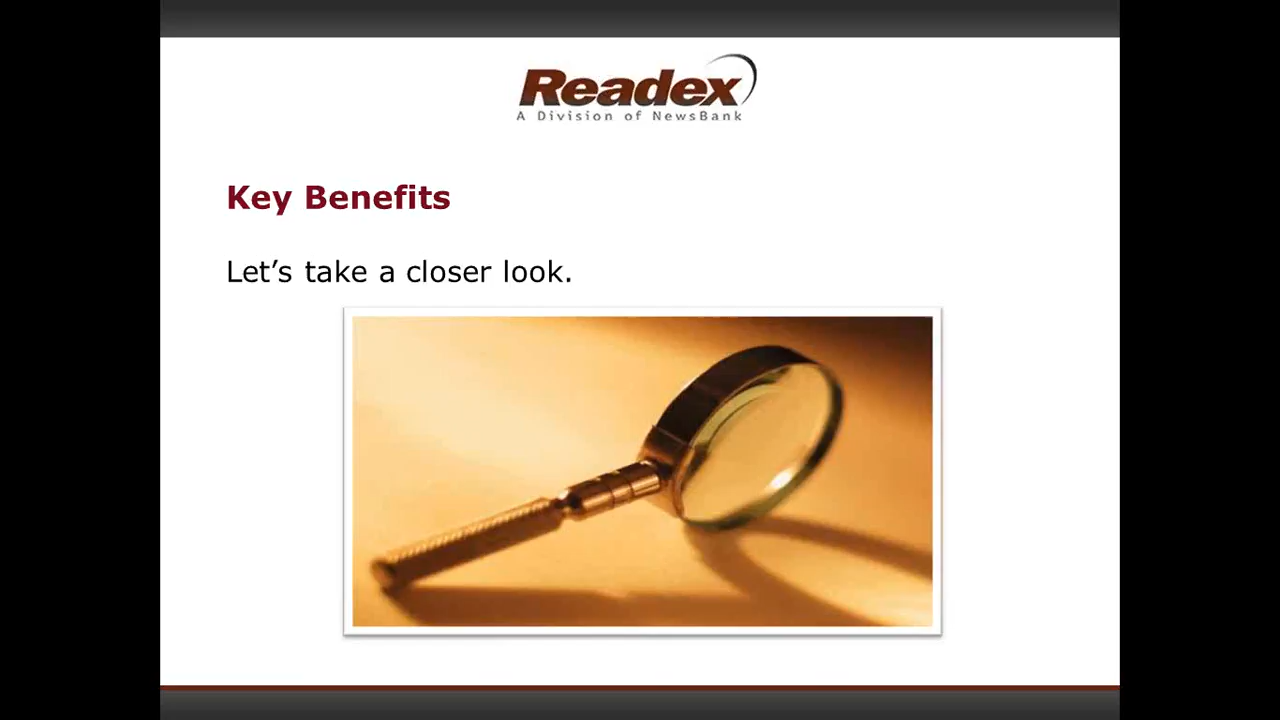 Readex
A Division of NewsBank
Key Benefits
Let’s take a closer look.